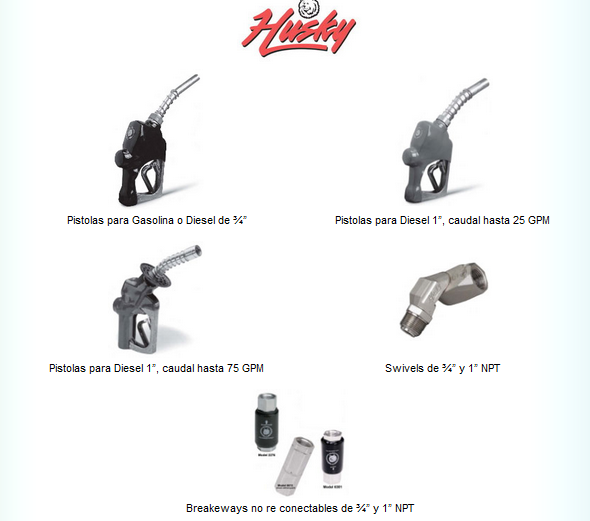 Husky
Pistolas para Gasolina o Diesel de ¾”
Pistolas para Diesel 1”, caudal hasta 25 GPM
Pistolas para Diesel 1”, caudal hasta 75 GPM
Swivels de ¾” y 1” NPT
Breakeways no re conectables de ¾” y 1” NPT